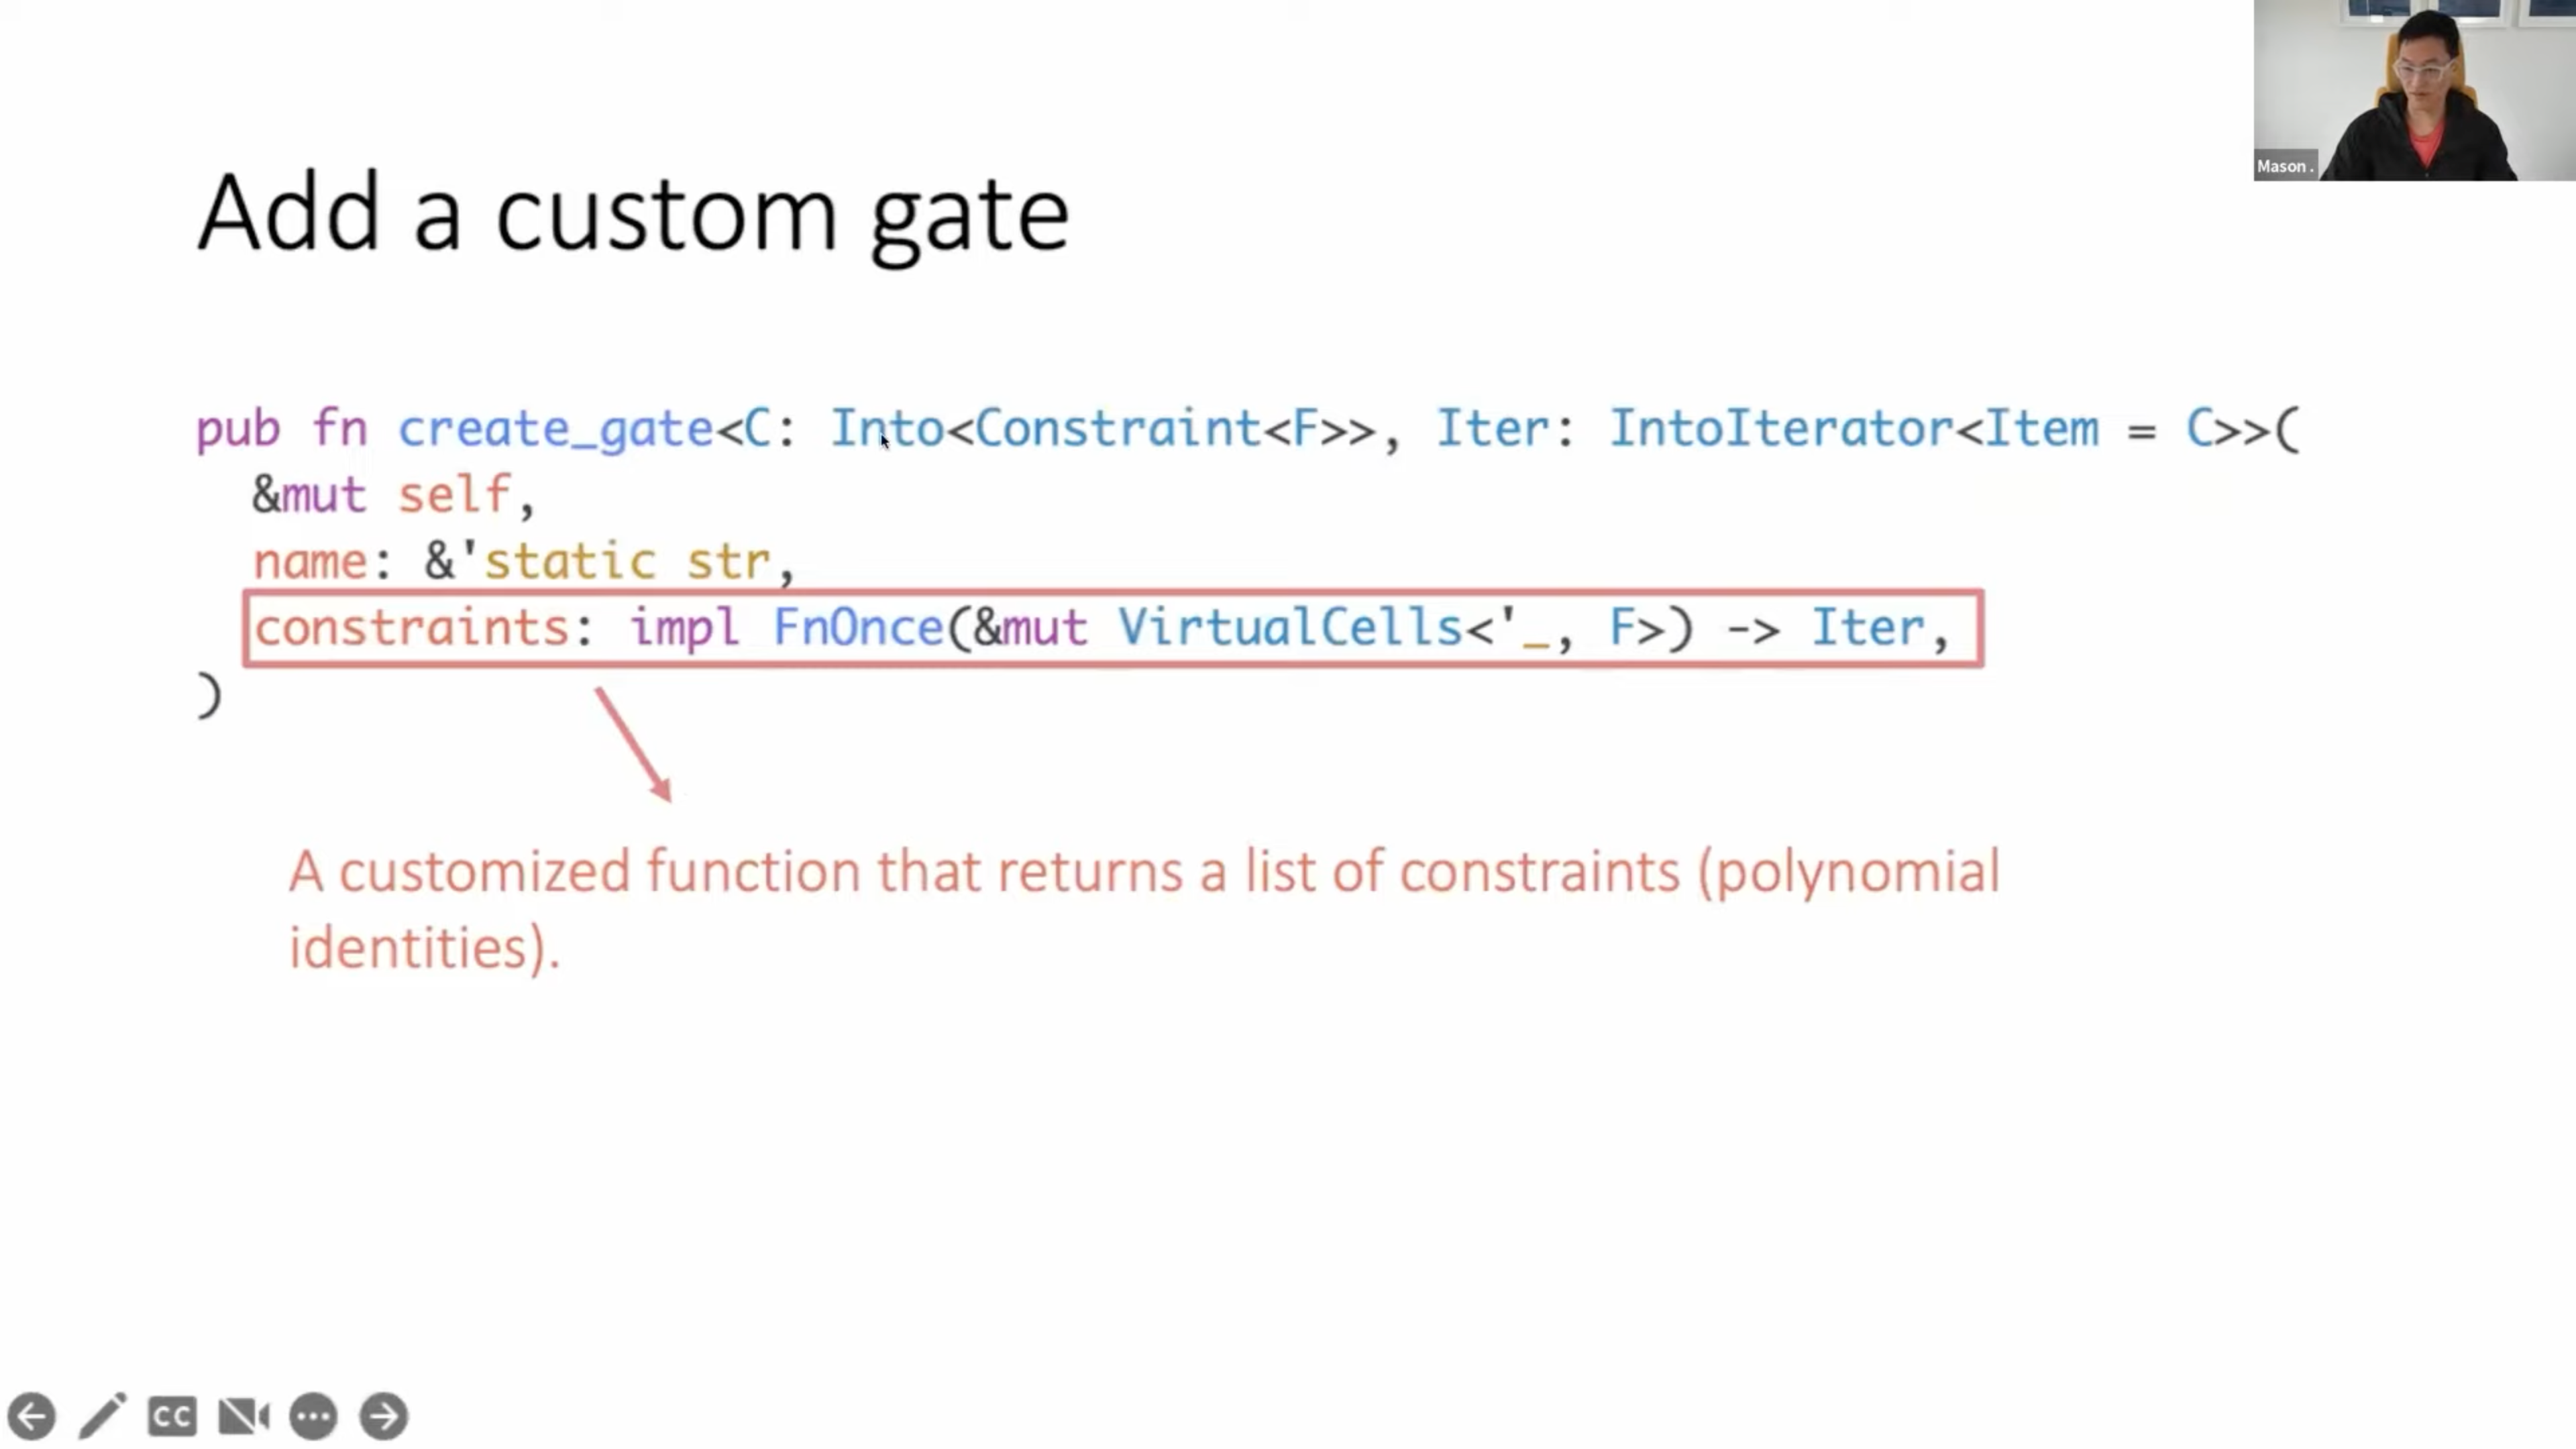 Mason .
Add a custom gate
pub fn create_gate<C: Into<Constraint<F>>, Iter: IntoIterator<Item = C>>(
&mut self,
name: &'static str,
constraints: impl FnOnce(&mut VirtualCells<'_, F>) -> Iter,
)
A customized function that returns a list of constraints (polynomial
identities).
CC